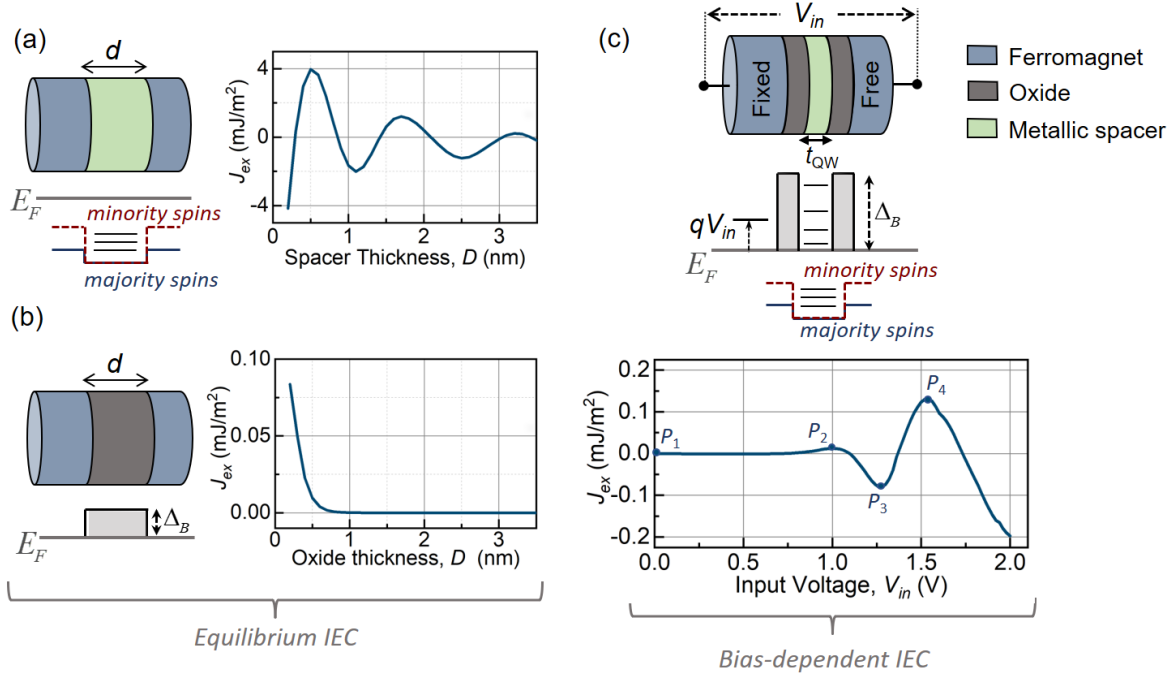 (a)
d
E_F
minority spins
majority spins
J_ex (mJ/m²)
4
0
-4
0
1
2
3
Spacer Thickness, D (nm)
(b)
d
Δ_B
E_F
J_ex (mJ/m²)
0.10
0.05
0.00
0
1
2
3
Oxide thickness, D (nm)
Equilibrium IEC
(c)
V_in
Fixed
Free
t_QW
Ferromagnet
Oxide
Metallic spacer
qV_in
Δ_B
E_F
minority spins
majority spins
J_ex (mJ/m²)
0.2
0.1
0.0
-0.1
-0.2
P_1
P_2
P_3
P_4
0.0
0.5
1.0
1.5
2.0
Input Voltage, V_in (V)
Bias-dependent IEC